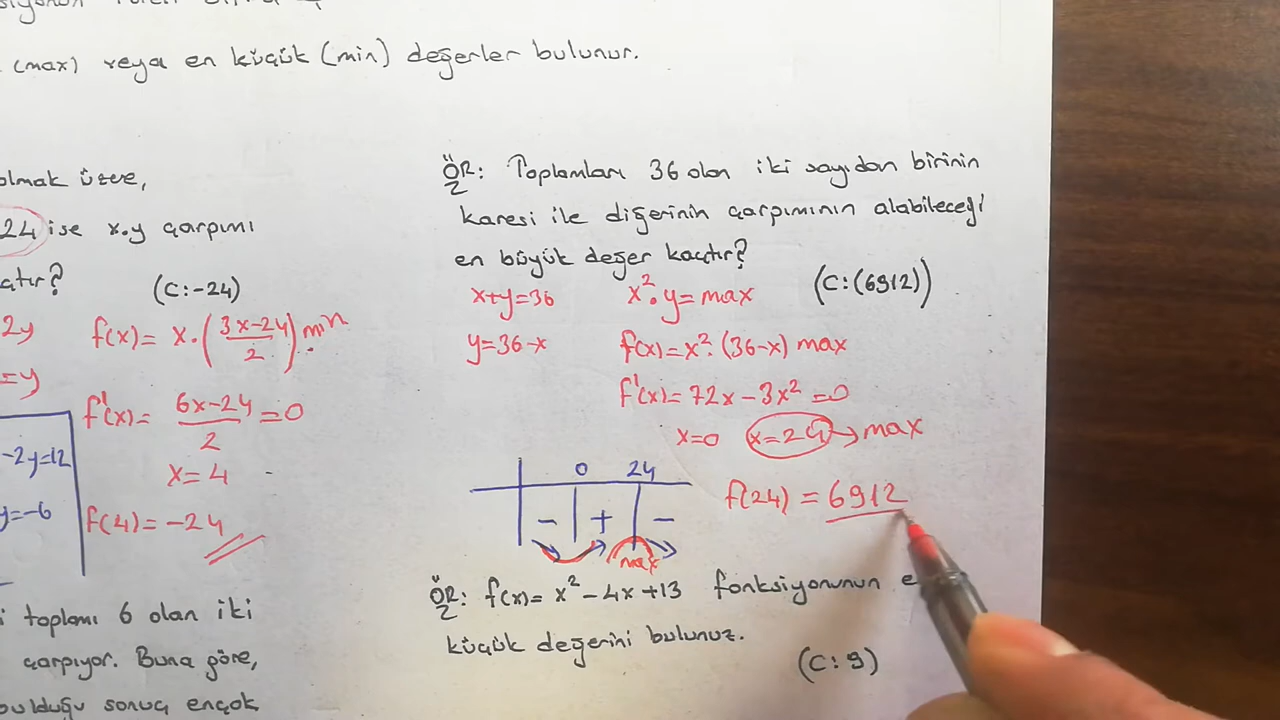 (max) veya en küçük (min) değerler bulunur.
olmak üzere,
24 ise x.y çarpımı
(C:-24)
2y
f(x) = x.(3x-24/2) min
=y
f'(x) = 6x-24/2 = 0
-2y=12
x=4
y=-6
f(4) = -24
i toplamı 6 olan iki
çarpıyor. Buna göre,
bulduğu sonuç ençok
ÖR: Toplamları 36 olan iki sayıdan birinin
2
karesi ile diğerinin çarpımının alabileceği
en büyük değer kaçtır?
(C:(6912))
x+y=36 x².y=max
y=36-x f(x)=x².(36-x) max
f'(x)=72x-3x²=0
x=0 x=24→max
0 24
- + -
max
f(24) = 6912
ÖR: f(x)= x²-4x+13 fonksiyonunun e
2
küçük değerini bulunuz.
(C:9)